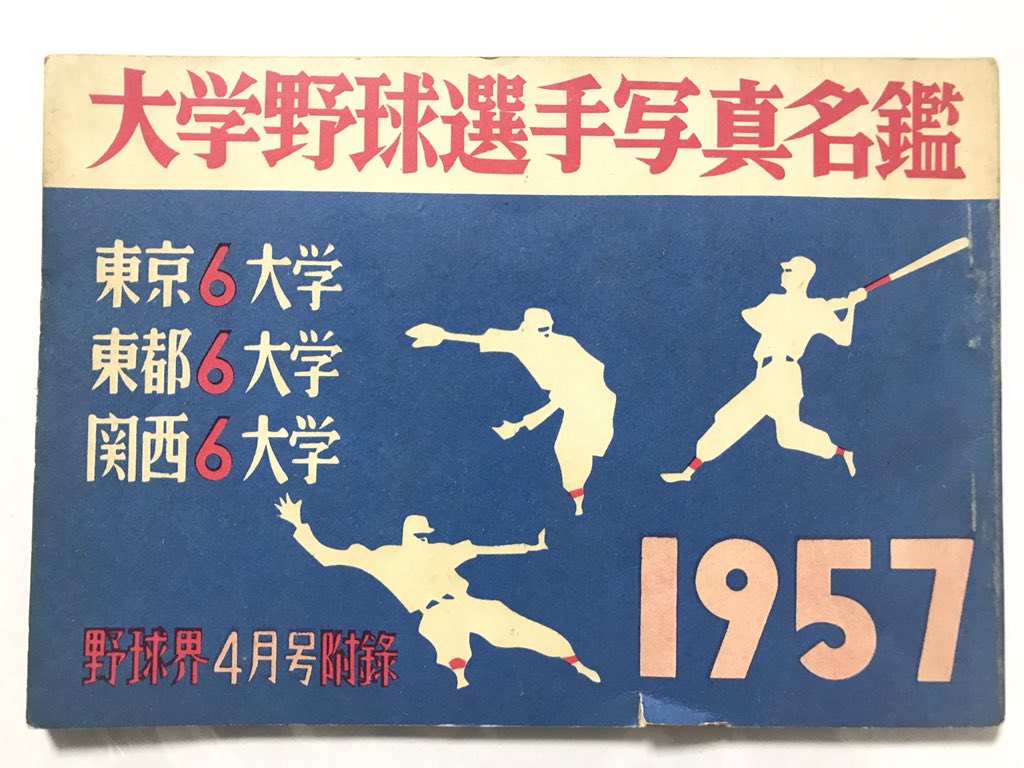 大学野球選手写真名鑑
東京6大学
東都6大学
関西6大学
1957
野球界4月号附錄